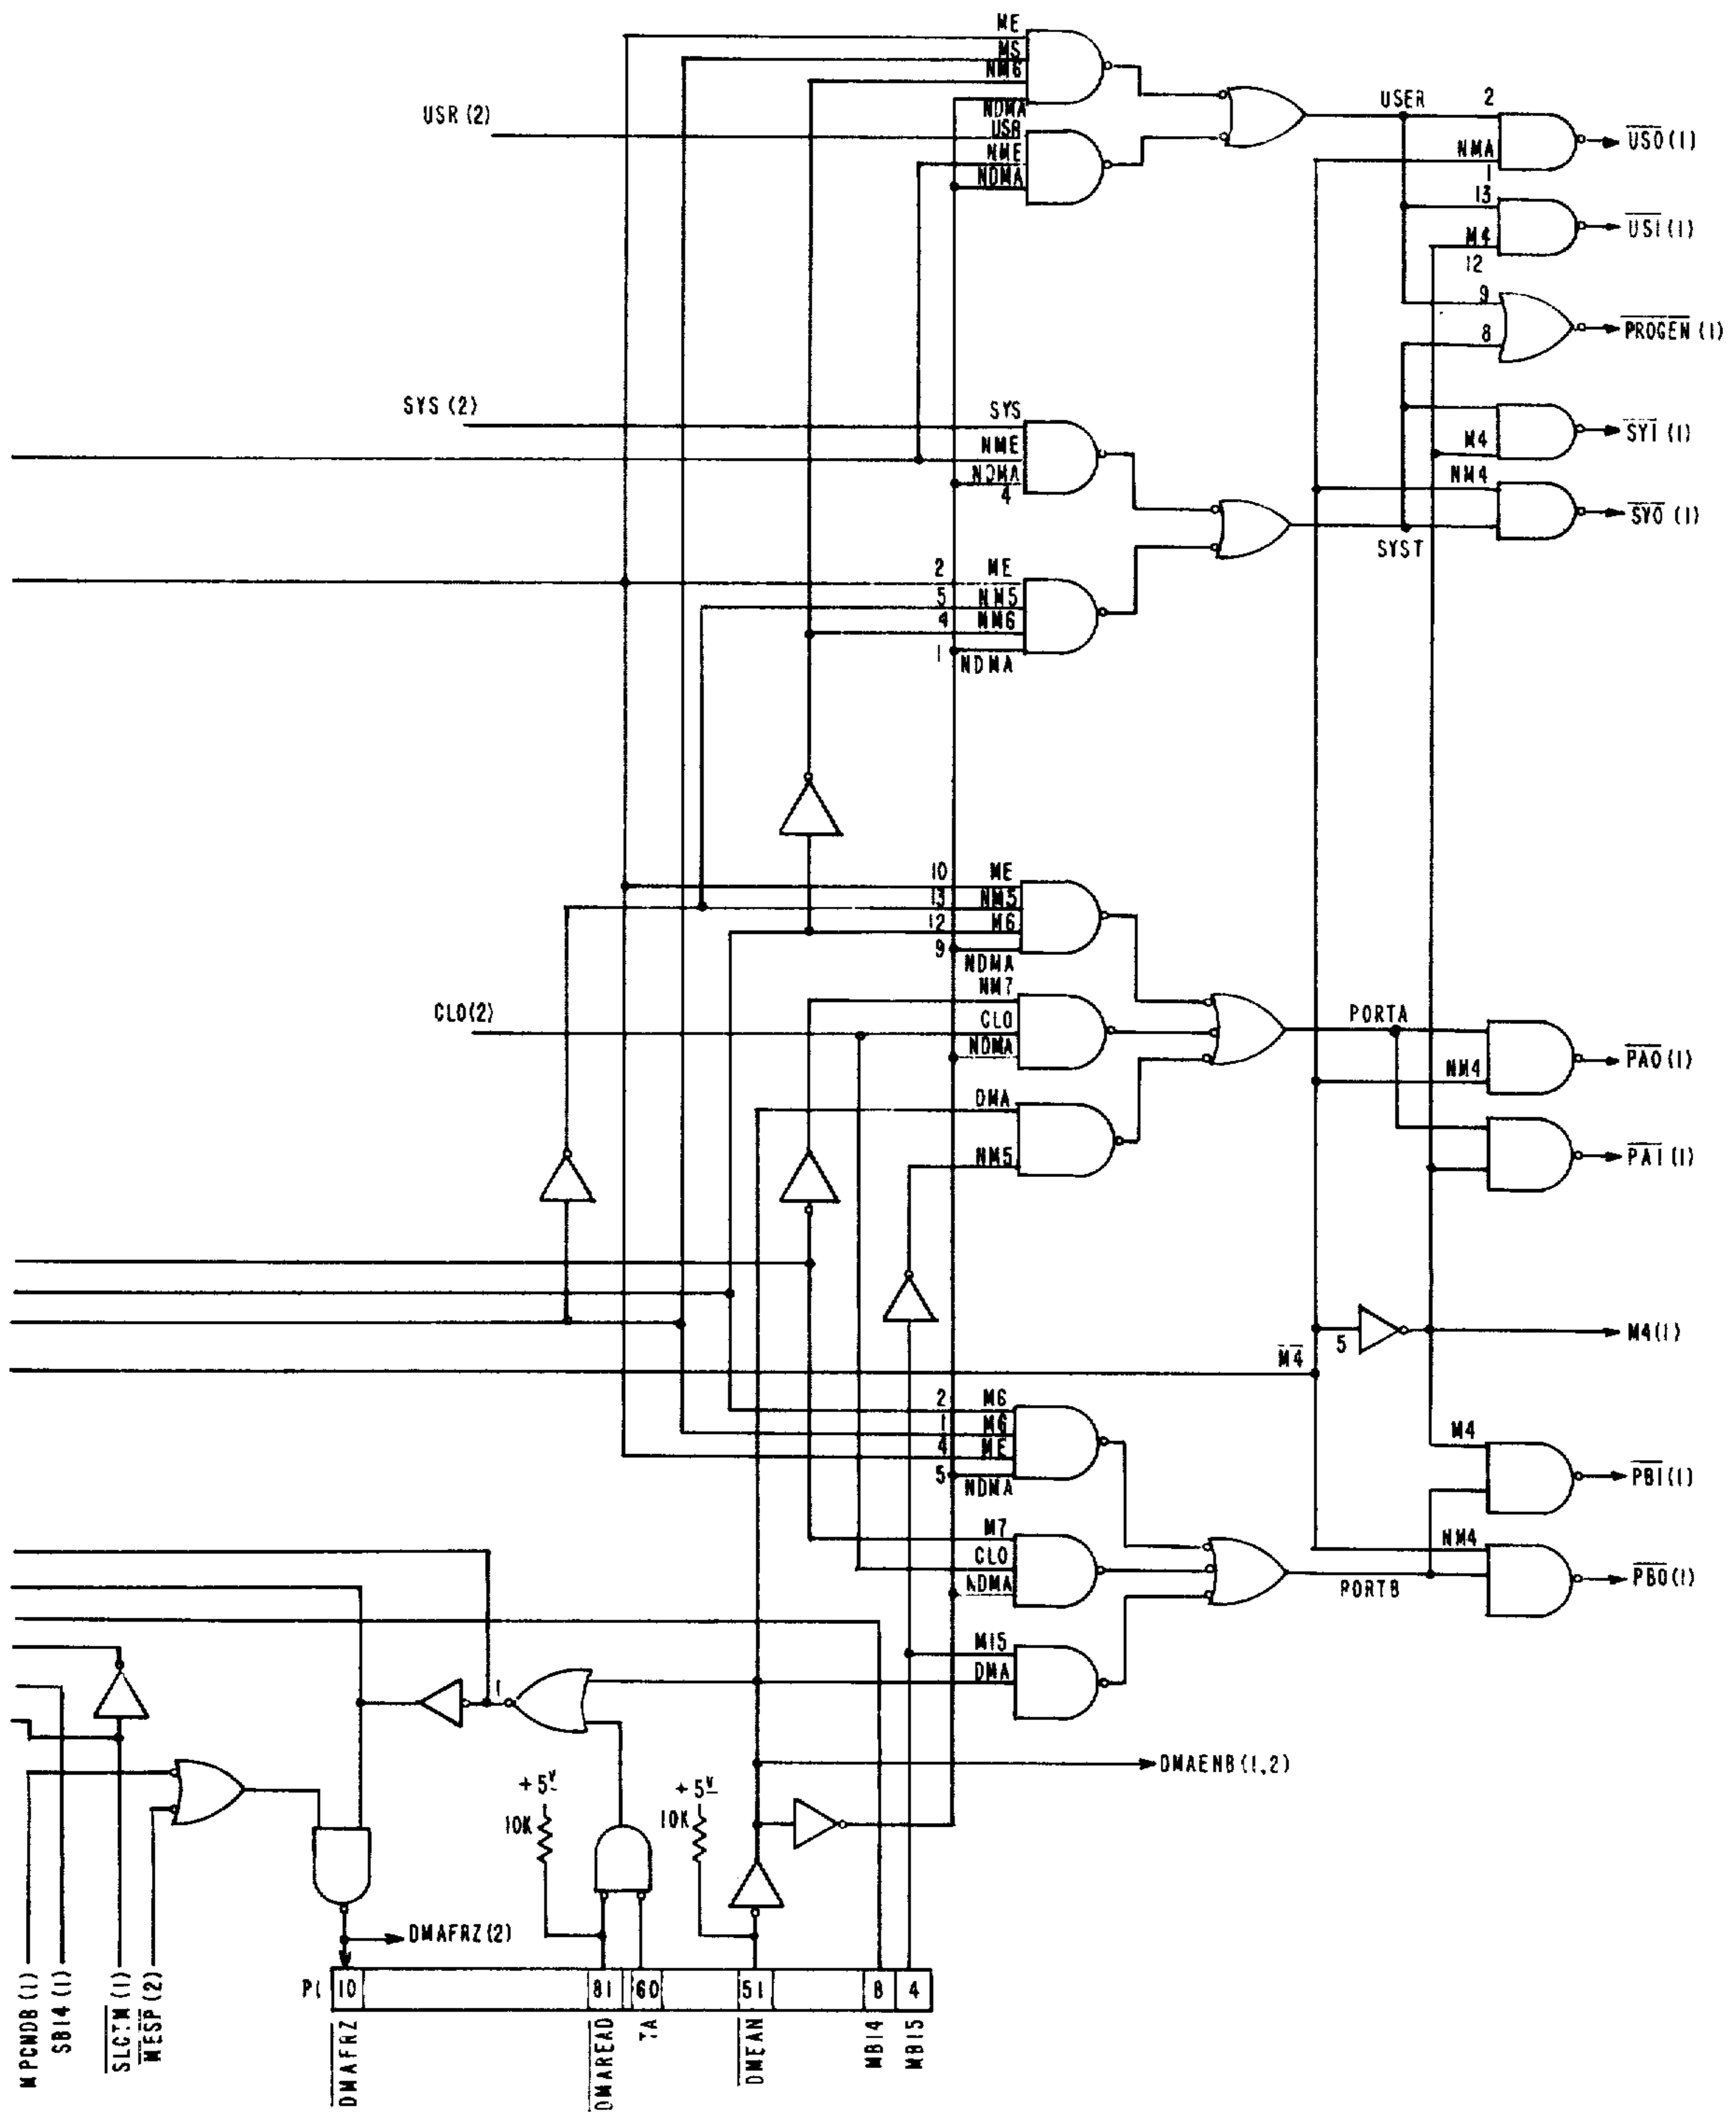 ME
MS
NM6
NDMA
USR (2)
USR
NME
NDMA
USER
2
NMA
1
13
M4
12
9
8
USO (1)
USI (1)
PROGEN (1)
SYS (2)
SYS
NME
NDMA
4
M4
NM4
SYI (1)
SYO (1)
SYST
2 ME
5 NM5
4 NM6
1 NDMA
10 ME
13 NM5
12 M6
9 NDMA
NM7
CLO(2)
CLO
NDMA
DMA
NM5
PORTA
NM4
PAO (1)
PAI (1)
M4
5
M4(1)
2 M6
1 M6
4 ME
5 NDMA
M4
PBI (1)
M7
CLO
NDMA
NM4
PORTB
PBO (1)
M15
DMA
1
DMAENB (1,2)
+5V
10K
+5V
10K
DMAFRZ (2)
P1 10 81 60 51 8 4
MPCNDB (1)
SB14 (1)
SLCTM (1)
MESP (2)
DMAFRZ
DMAREAD
TA
DMEAN
MB14
MB15